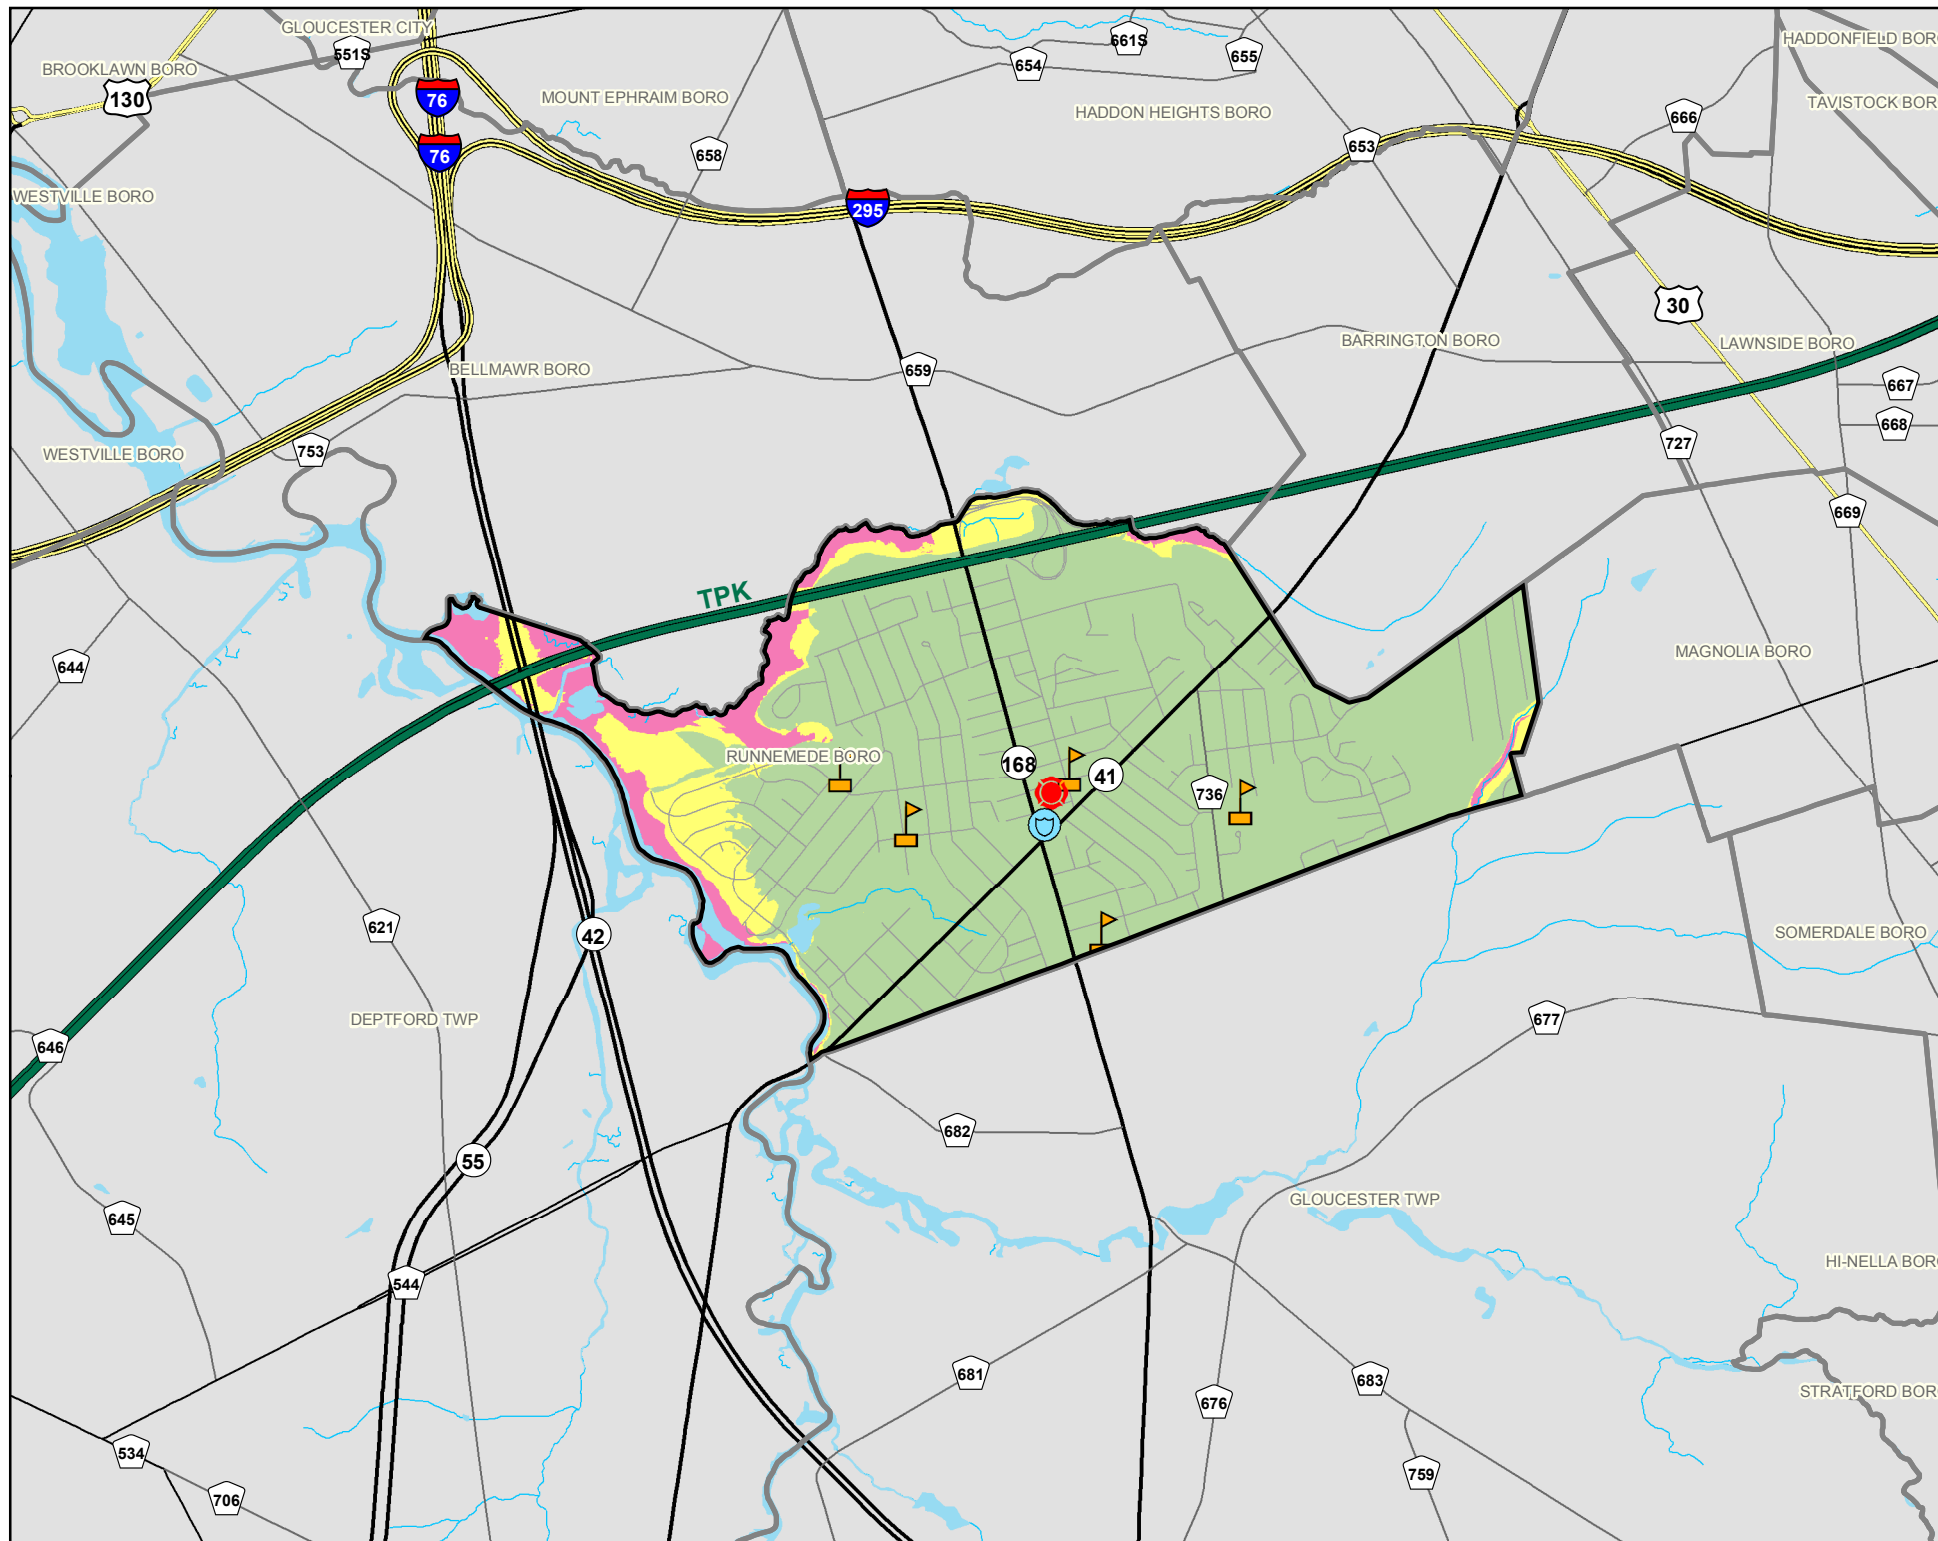 GLOUCESTER CITY
551S
661S
655
HADDONFIELD BOR
BROOKLAWN BORO
654
130
76
MOUNT EPHRAIM BORO
HADDON HEIGHTS BORO
TAVISTOCK BOR
666
76
658
653
WESTVILLE BORO
295
30
BARRINGTON BORO
LAWNSIDE BORO
BELLMAWR BORO
659
667
668
WESTVILLE BORO
753
727
669
TPK
644
MAGNOLIA BORO
RUNNEMEDE BORO
168
41
736
621
42
SOMERDALE BORO
DEPTFORD TWP
677
646
682
55
645
GLOUCESTER TWP
544
HI-NELLA BOR
681
683
676
STRATFORD BOR
534
759
706